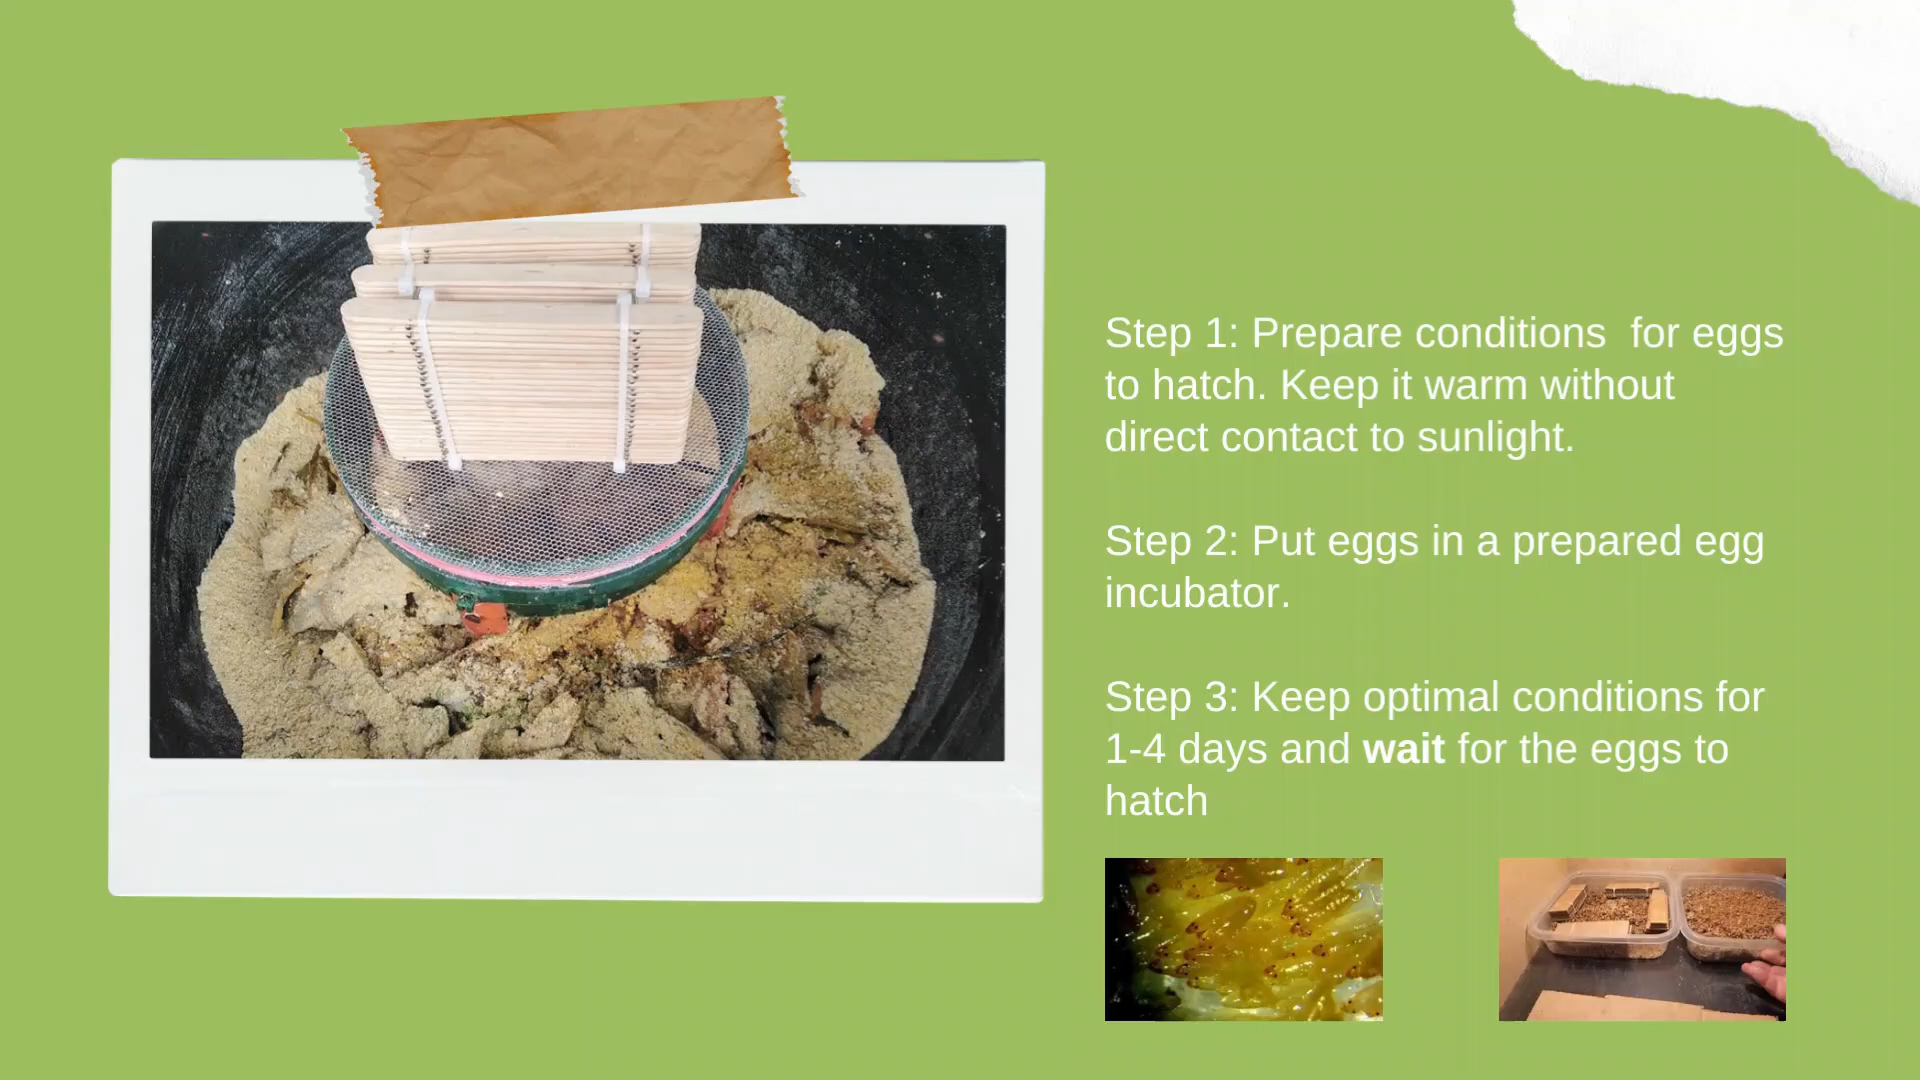 Step 1: Prepare conditions  for eggs
to hatch. Keep it warm without
direct contact to sunlight.
Step 2: Put eggs in a prepared egg
incubator.
Step 3: Keep optimal conditions for
1-4 days and wait for the eggs to
hatch